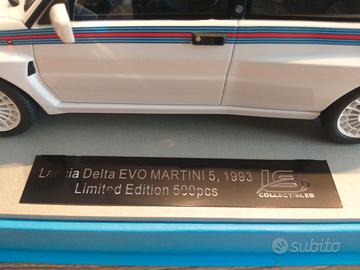 Lancia Delta EVO MARTINI 5, 1993
Limited Edition 500pcs
LS
COLLECTIBLES
subito